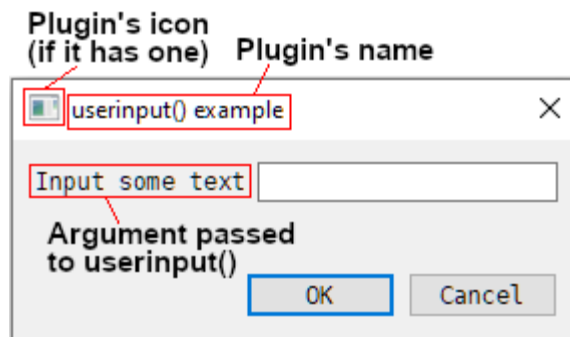 Plugin's icon
(if it has one)
Plugin's name
userinput() example
Input some text
Argument passed
to userinput()
OK
Cancel